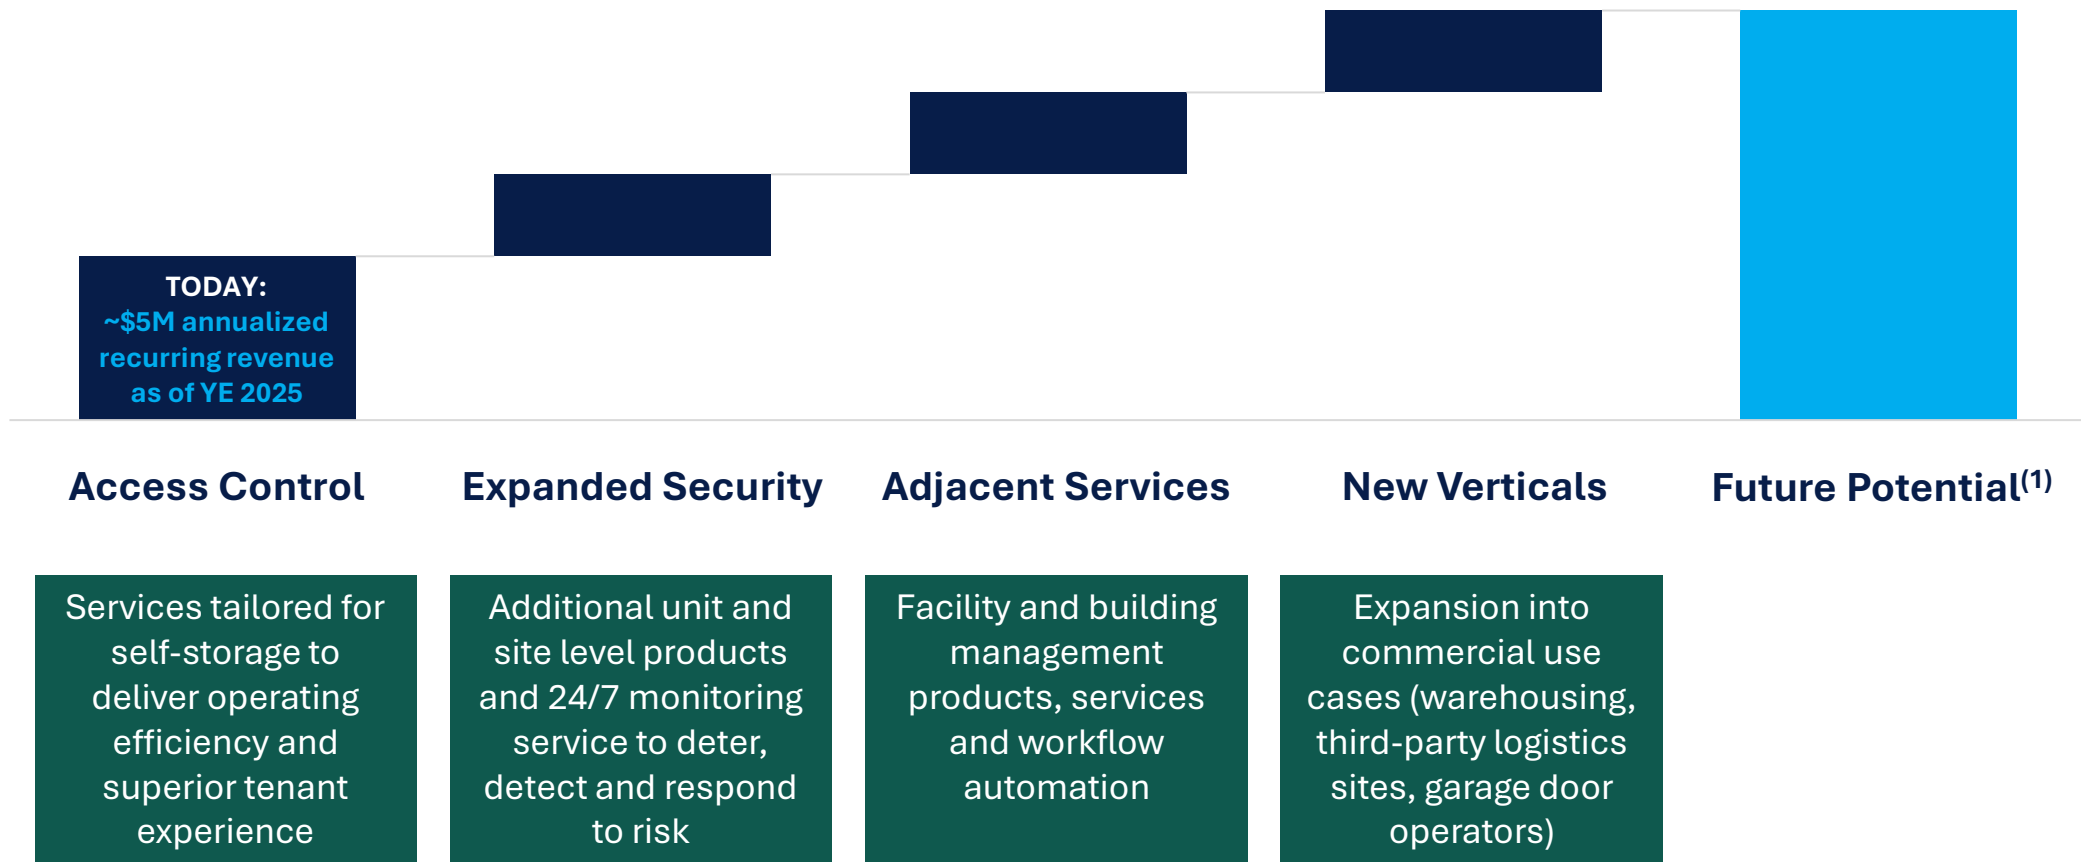 TODAY:
~$5M annualized
recurring revenue
as of YE 2025
Access Control
Expanded Security
Adjacent Services
New Verticals
Future Potential(1)
Services tailored for
self-storage to
deliver operating
efficiency and
superior tenant
experience
Additional unit and
site level products
and 24/7 monitoring
service to deter,
detect and respond
to risk
Facility and building
management
products, services
and workflow
automation
Expansion into
commercial use
cases (warehousing,
third-party logistics
sites, garage door
operators)